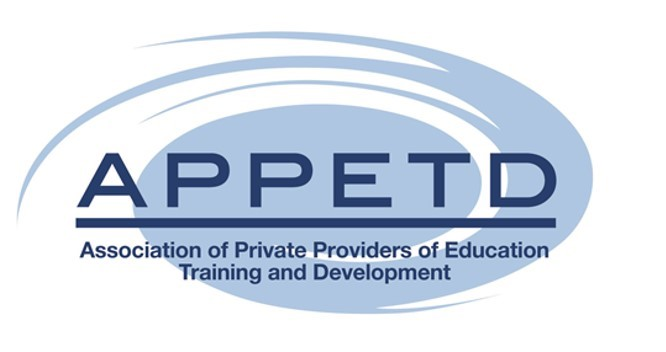 APPETD
Association of Private Providers of Education
Training and Development